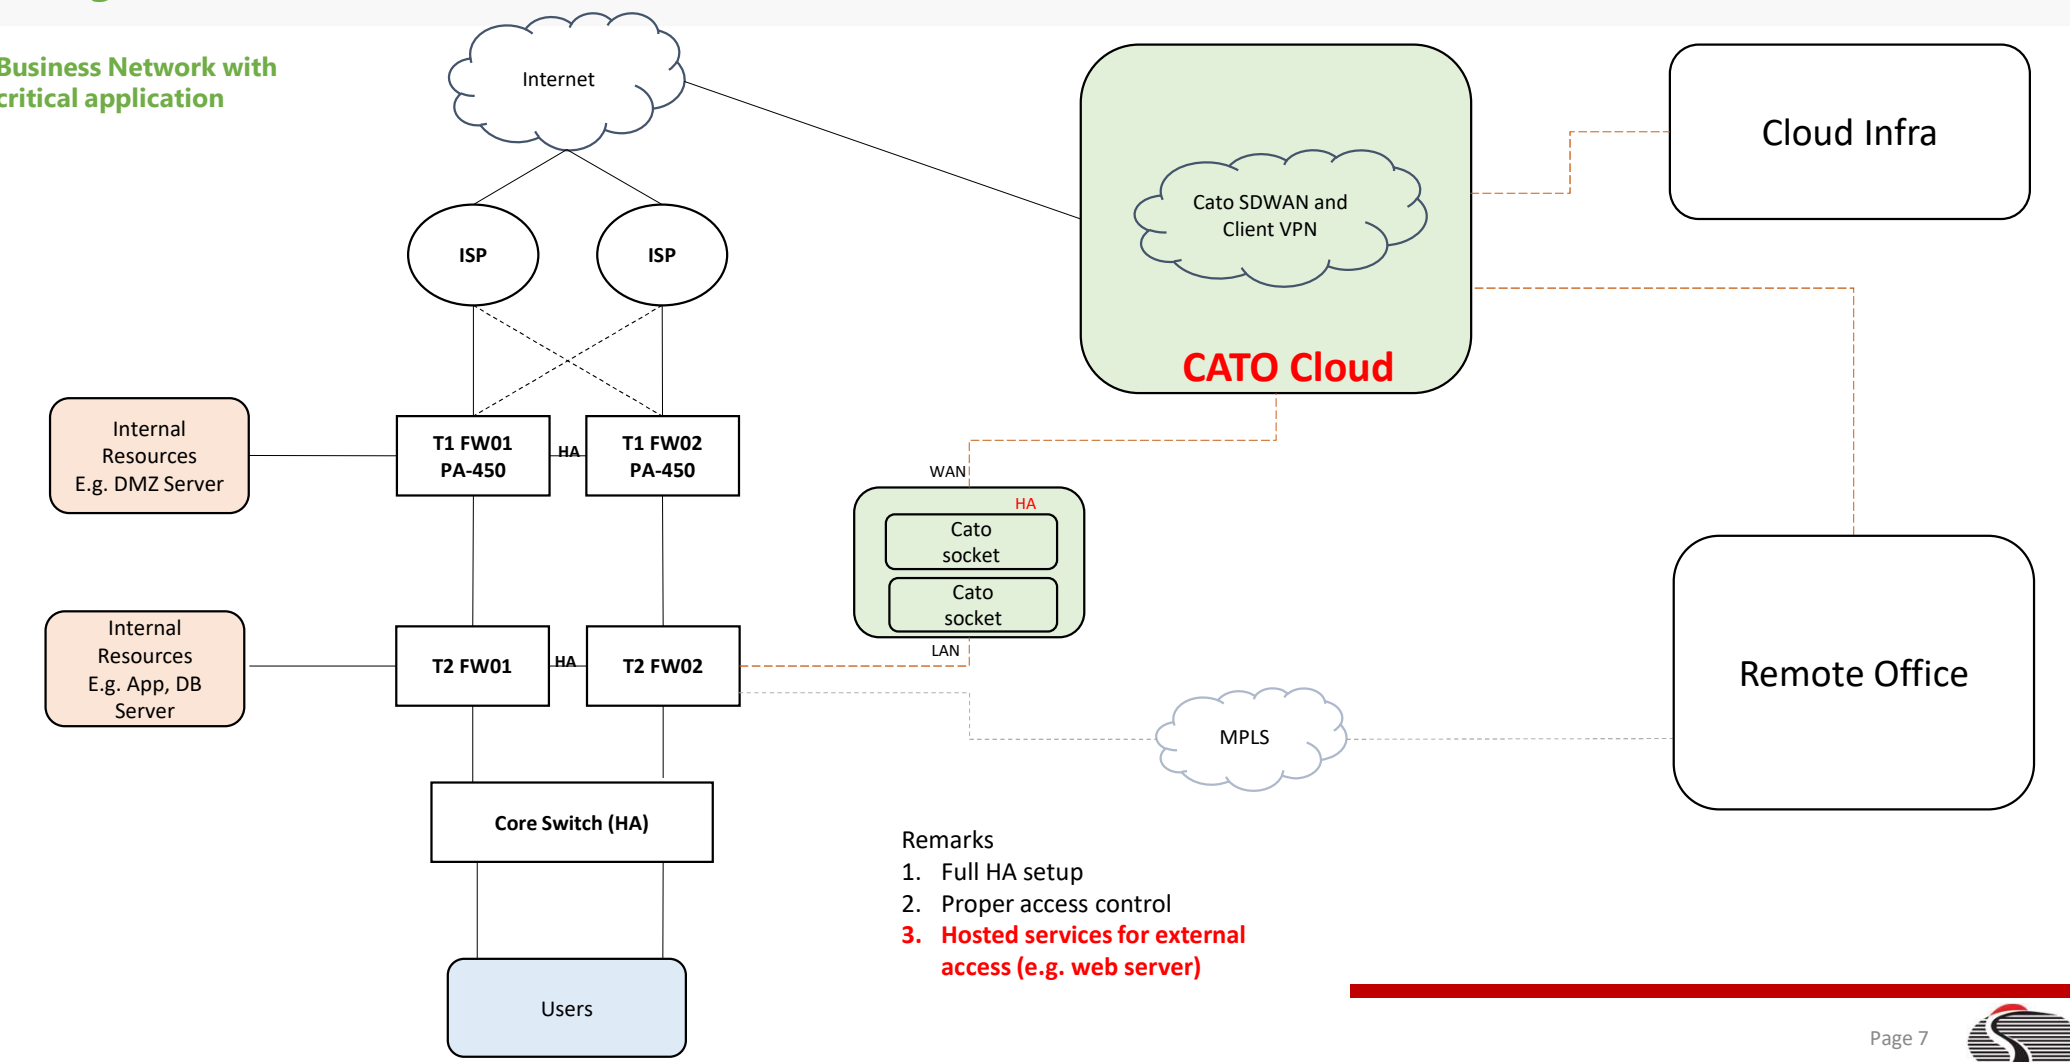 Business Network with
critical application
Internet
ISP
ISP
Cato SDWAN and
Client VPN
CATO Cloud
Cloud Infra
Internal
Resources
E.g. DMZ Server
T1 FW01
PA-450
HA
T1 FW02
PA-450
WAN
HA
Cato
socket
Cato
socket
LAN
Internal
Resources
E.g. App, DB
Server
T2 FW01
HA
T2 FW02
MPLS
Remote Office
Core Switch (HA)
Users
Remarks
1. Full HA setup
2. Proper access control
3. Hosted services for external
access (e.g. web server)
Page 7